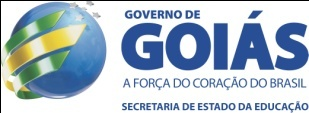 GOVERNO DE
GOIÁS
A FORÇA DO CORAÇÃO DO BRASIL
SECRETARIA DE ESTADO DA EDUCAÇÃO